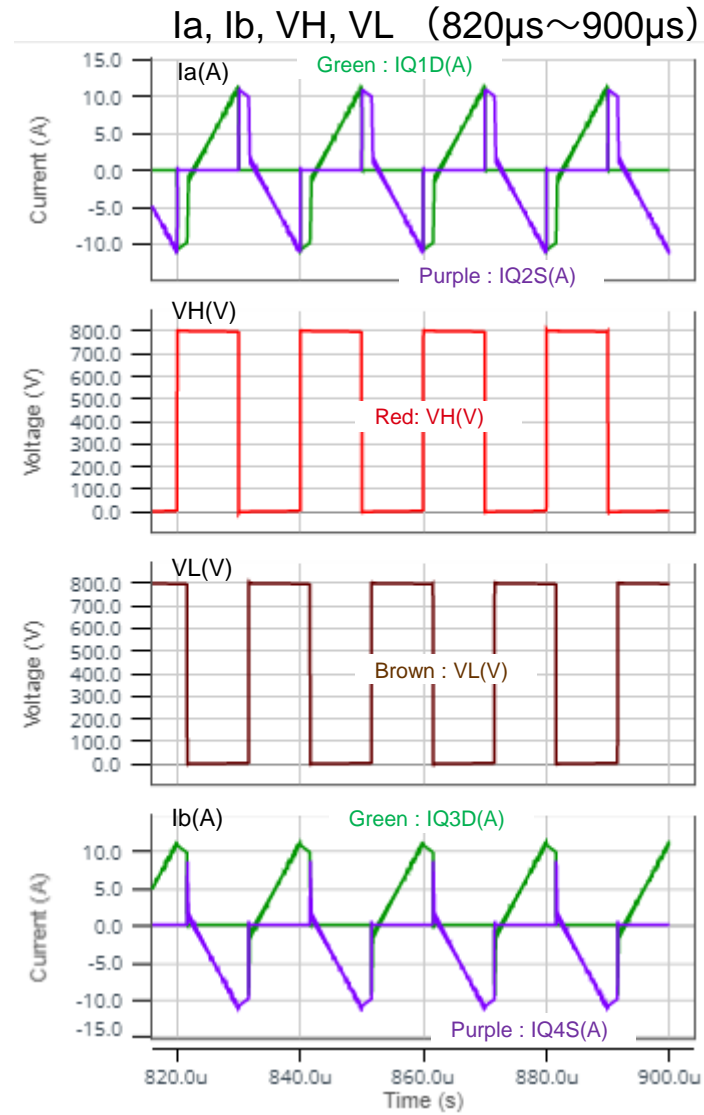 Ia, Ib, VH, VL （820µs～900µs）
Ia(A)
Green : IQ1D(A)
15.0
10.0
5.0
0.0
-5.0
-10.0
Current (A)
Purple : IQ2S(A)
VH(V)
800.0
700.0
600.0
500.0
400.0
300.0
200.0
100.0
0.0
Voltage (V)
Red: VH(V)
VL(V)
800.0
700.0
600.0
500.0
400.0
300.0
200.0
100.0
0.0
Voltage (V)
Brown : VL(V)
Ib(A)
Green : IQ3D(A)
10.0
5.0
0.0
-5.0
-10.0
-15.0
Current (A)
Purple : IQ4S(A)
820.0u 840.0u 860.0u 880.0u 900.0u
Time (s)